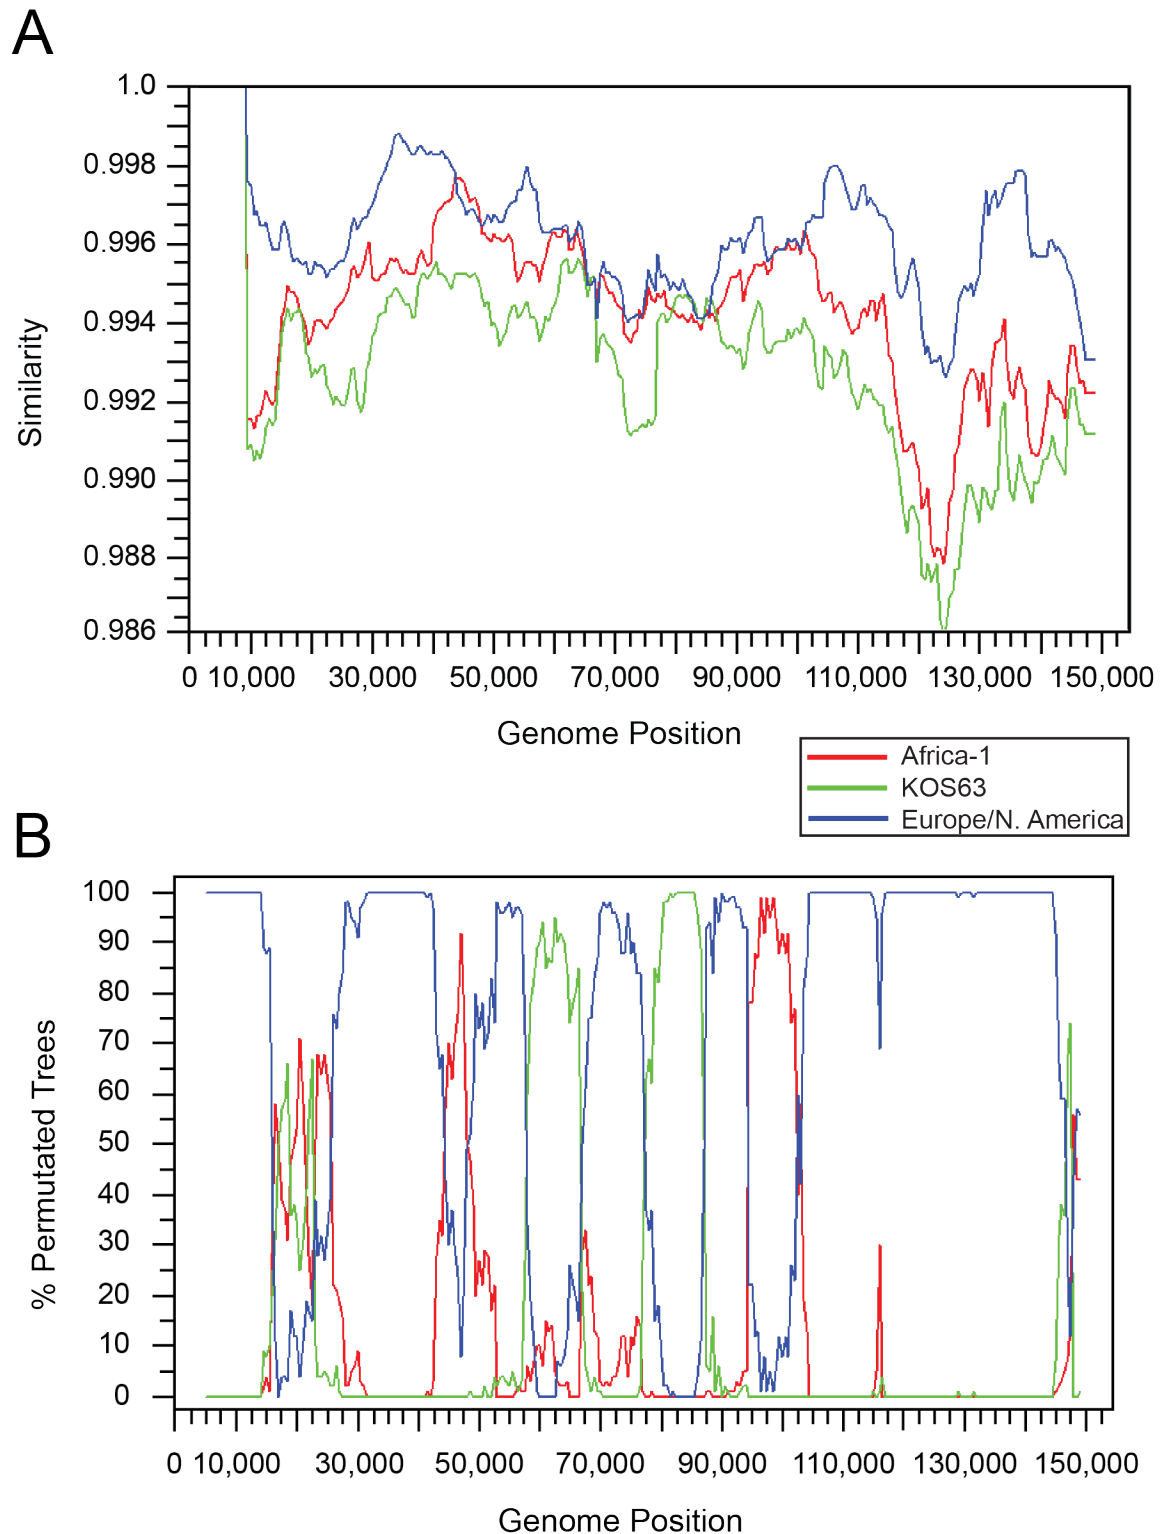 A
1.0
0.998
0.996
0.994
0.992
0.990
0.988
0.986
Similarity
0 10,000 30,000 50,000 70,000 90,000 110,000 130,000 150,000
Genome Position
Africa-1
KOS63
Europe/N. America
B
100
90
80
70
60
50
40
30
20
10
0
% Permutated Trees
0 10,000 30,000 50,000 70,000 90,000 110,000 130,000 150,000
Genome Position